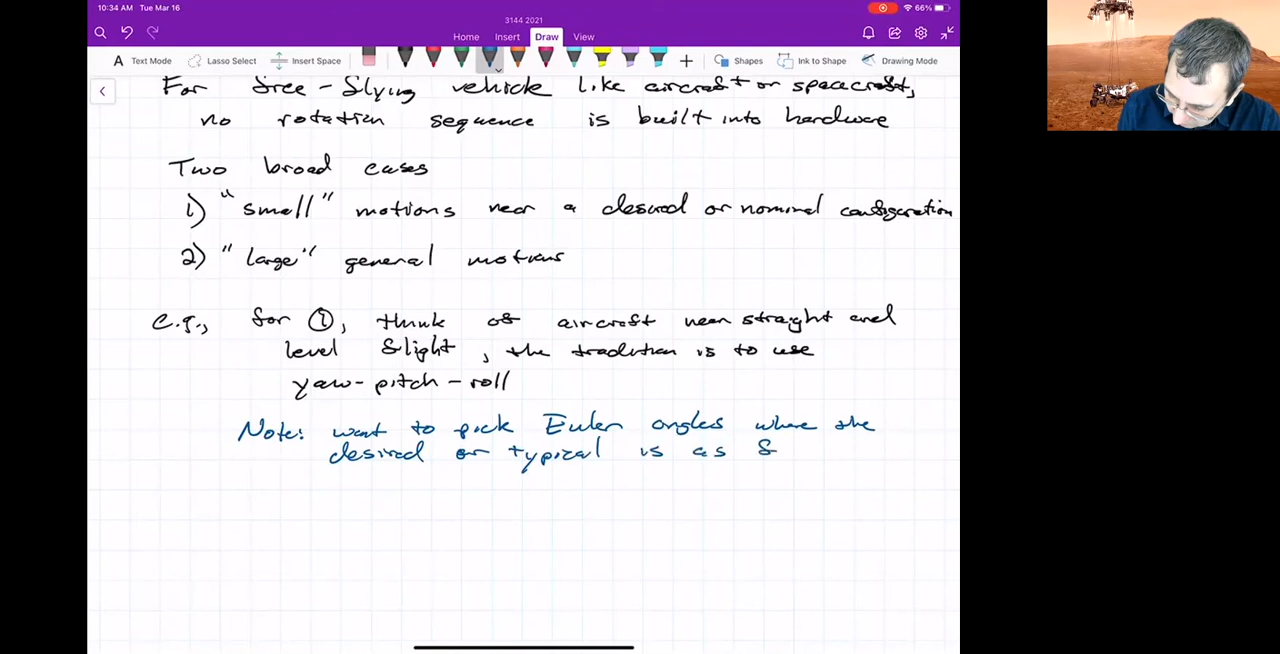 10:34 AM Tue Mar 16
66%
3144 2021
Home Insert Draw View
Text Mode Lasso Select Insert Space Shapes Ink to Shape Drawing Mode
For free-flying vehicle like aircraft or spacecraft,
no rotation sequence is built into hardware
Two broad cases
1) "small" motions near a desired or nominal configuration
2) "large" general motions
e.g., for ①, think of aircraft near straight and
level flight, the tradition is to use
yaw-pitch-roll
Note: want to pick Euler angles where the
desired or typical is as f